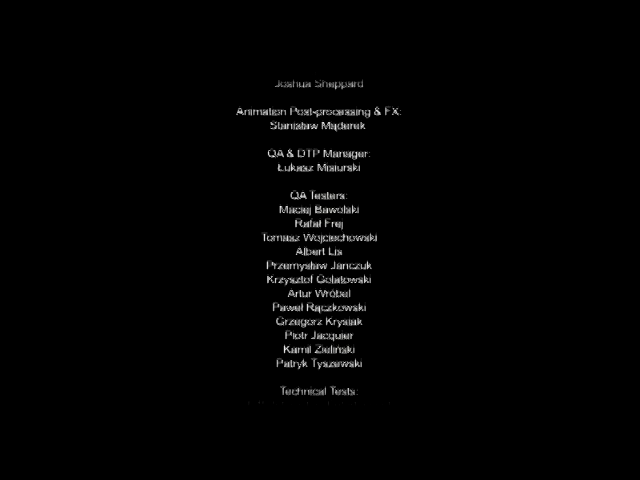 Joshua Sheppard
Animation Post-processing & FX:
Stanisław Mąderek
QA & DTP Manager:
Łukasz Misiurski
QA Testers:
Maciej Bawolski
Rafał Frej
Tomasz Wojciechowski
Albert Lis
Przemysław Janczuk
Krzysztof Gołatowski
Artur Wróbel
Paweł Rączkowski
Grzegorz Krysiak
Piotr Jacquier
Kamil Zieliński
Patryk Tyszewski
Technical Tests: